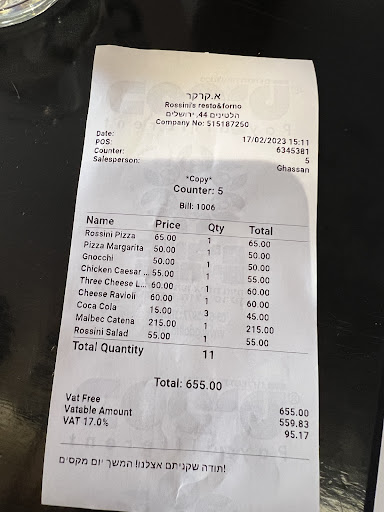 א.קרקר
Rossini's resto&forno
הלטינים 44, ירושלים
Company No: 515187250
Date: 17/02/2023 15:11
POS: 6345381
Counter: 5
Salesperson: Ghassan
*Copy*
Counter: 5
Bill: 1006
Name Price Qty Total
Rossini Pizza 65.00 1 65.00
Pizza Margarita 50.00 1 50.00
Gnocchi 50.00 1 50.00
Chicken Caesar ... 55.00 1 55.00
Three Cheese L... 60.00 1 60.00
Cheese Ravioli 60.00 1 60.00
Coca Cola 15.00 3 45.00
Malbec Catena 215.00 1 215.00
Rossini Salad 55.00 1 55.00
Total Quantity 11
Total: 655.00
Vat Free
Vatable Amount 655.00
VAT 17.0% 559.83
95.17
תודה שקניתם אצלנו! המשך יום מקסים!